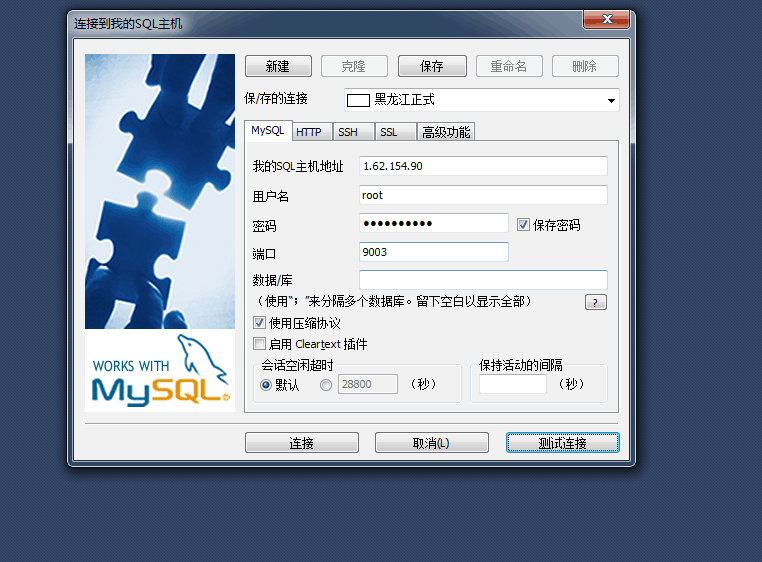 连接到我的SQL主机
新建 克隆 保存 重命名 删除
保/存的连接 黑龙江正式
MySQL HTTP SSH SSL 高级功能
我的SQL主机地址 1.62.154.90
用户名 root
密码 ●●●●●●●●●● 保存密码
端口 9003
数据/库
（使用“；”来分隔多个数据库。留下空白以显示全部） ?
使用压缩协议
启用 Cleartext 插件
会话空闲超时 保持活动的间隔
默认 28800 （秒） （秒）
WORKS WITH
MySQL®
连接 取消(L) 测试连接